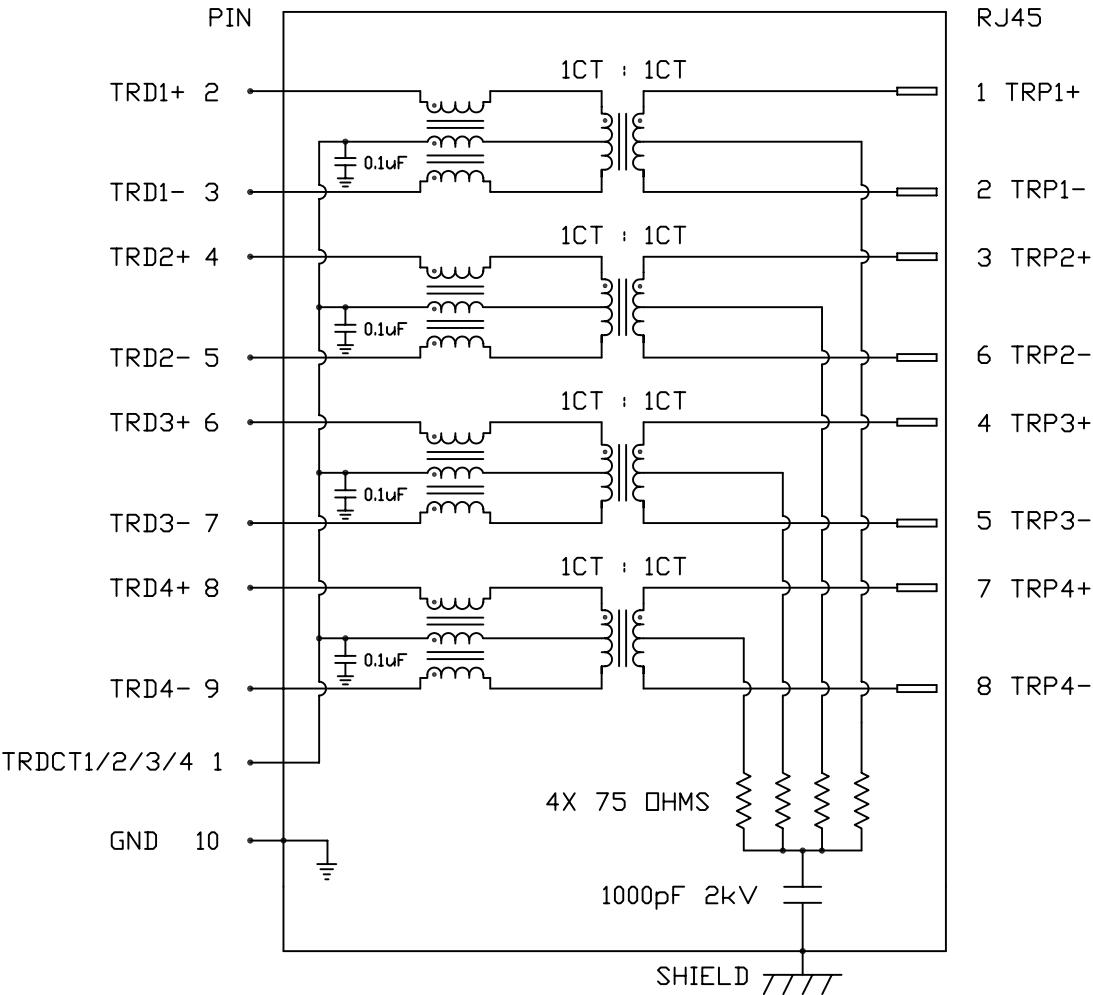 PIN RJ45
1CT : 1CT
TRD1+ 2 1 TRP1+
0.1uF
TRD1- 3 2 TRP1-
1CT : 1CT
TRD2+ 4 3 TRP2+
0.1uF
TRD2- 5 6 TRP2-
1CT : 1CT
TRD3+ 6 4 TRP3+
0.1uF
TRD3- 7 5 TRP3-
1CT : 1CT
TRD4+ 8 7 TRP4+
0.1uF
TRD4- 9 8 TRP4-
TRDCT1/2/3/4 1
4X 75 OHMS
GND 10
1000pF 2kV
SHIELD